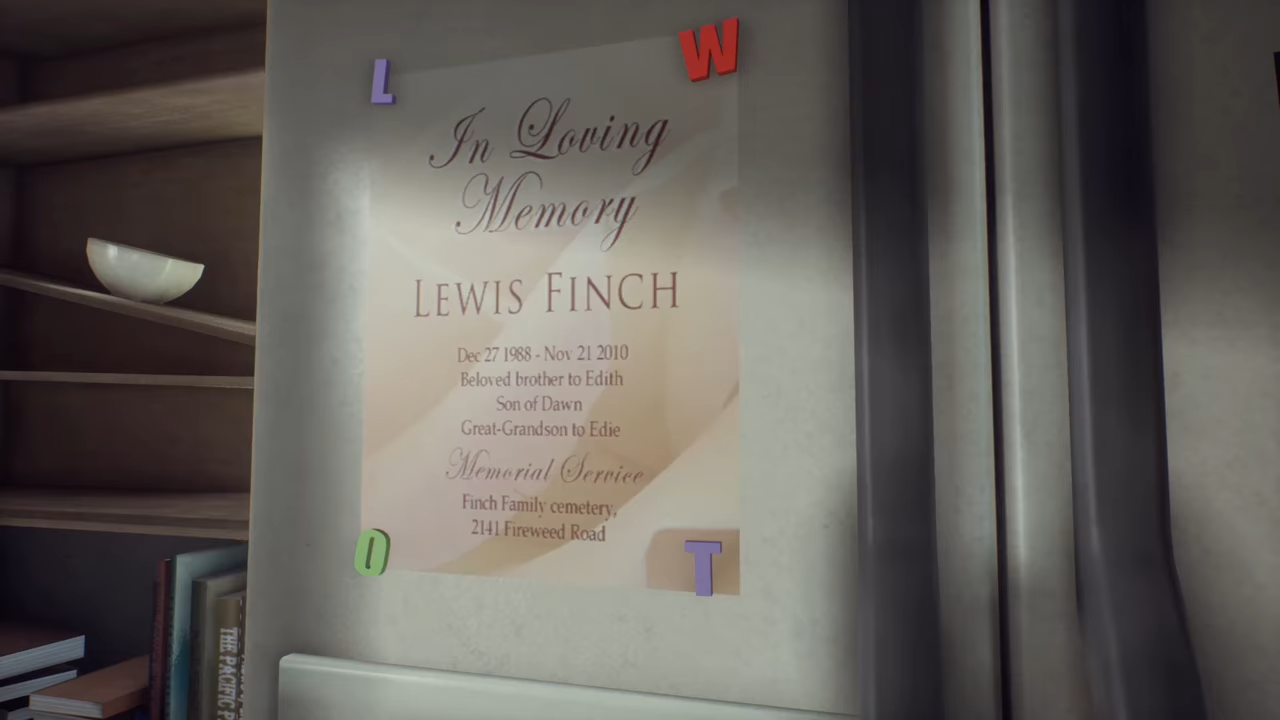 L
W
In Loving
Memory
LEWIS FINCH
Dec 27 1988 - Nov 21 2010
Beloved brother to Edith
Son of Dawn
Great-Grandson to Edie
Memorial Service
Finch Family cemetery,
2141 Fireweed Road
O
T
THE PACIFIC